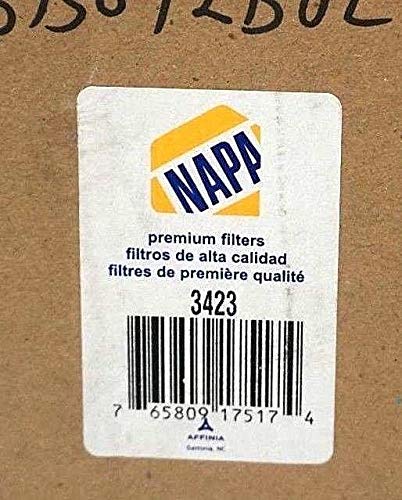 NAPA
premium filters
filtros de alta calidad
filtres de première qualité
3423
7 65809 17517 4
AFFINIA
Gastonia, NC